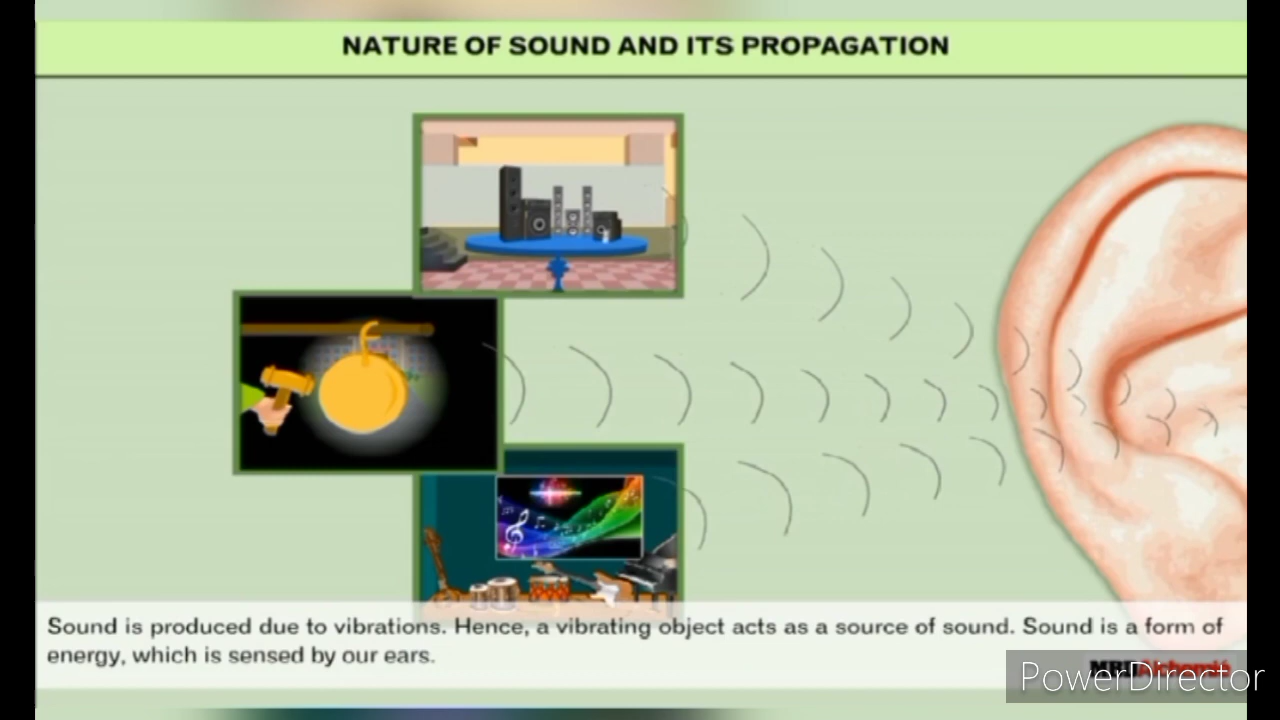 NATURE OF SOUND AND ITS PROPAGATION
Sound is produced due to vibrations. Hence, a vibrating object acts as a source of sound. Sound is a form of
energy, which is sensed by our ears.
PowerDirector